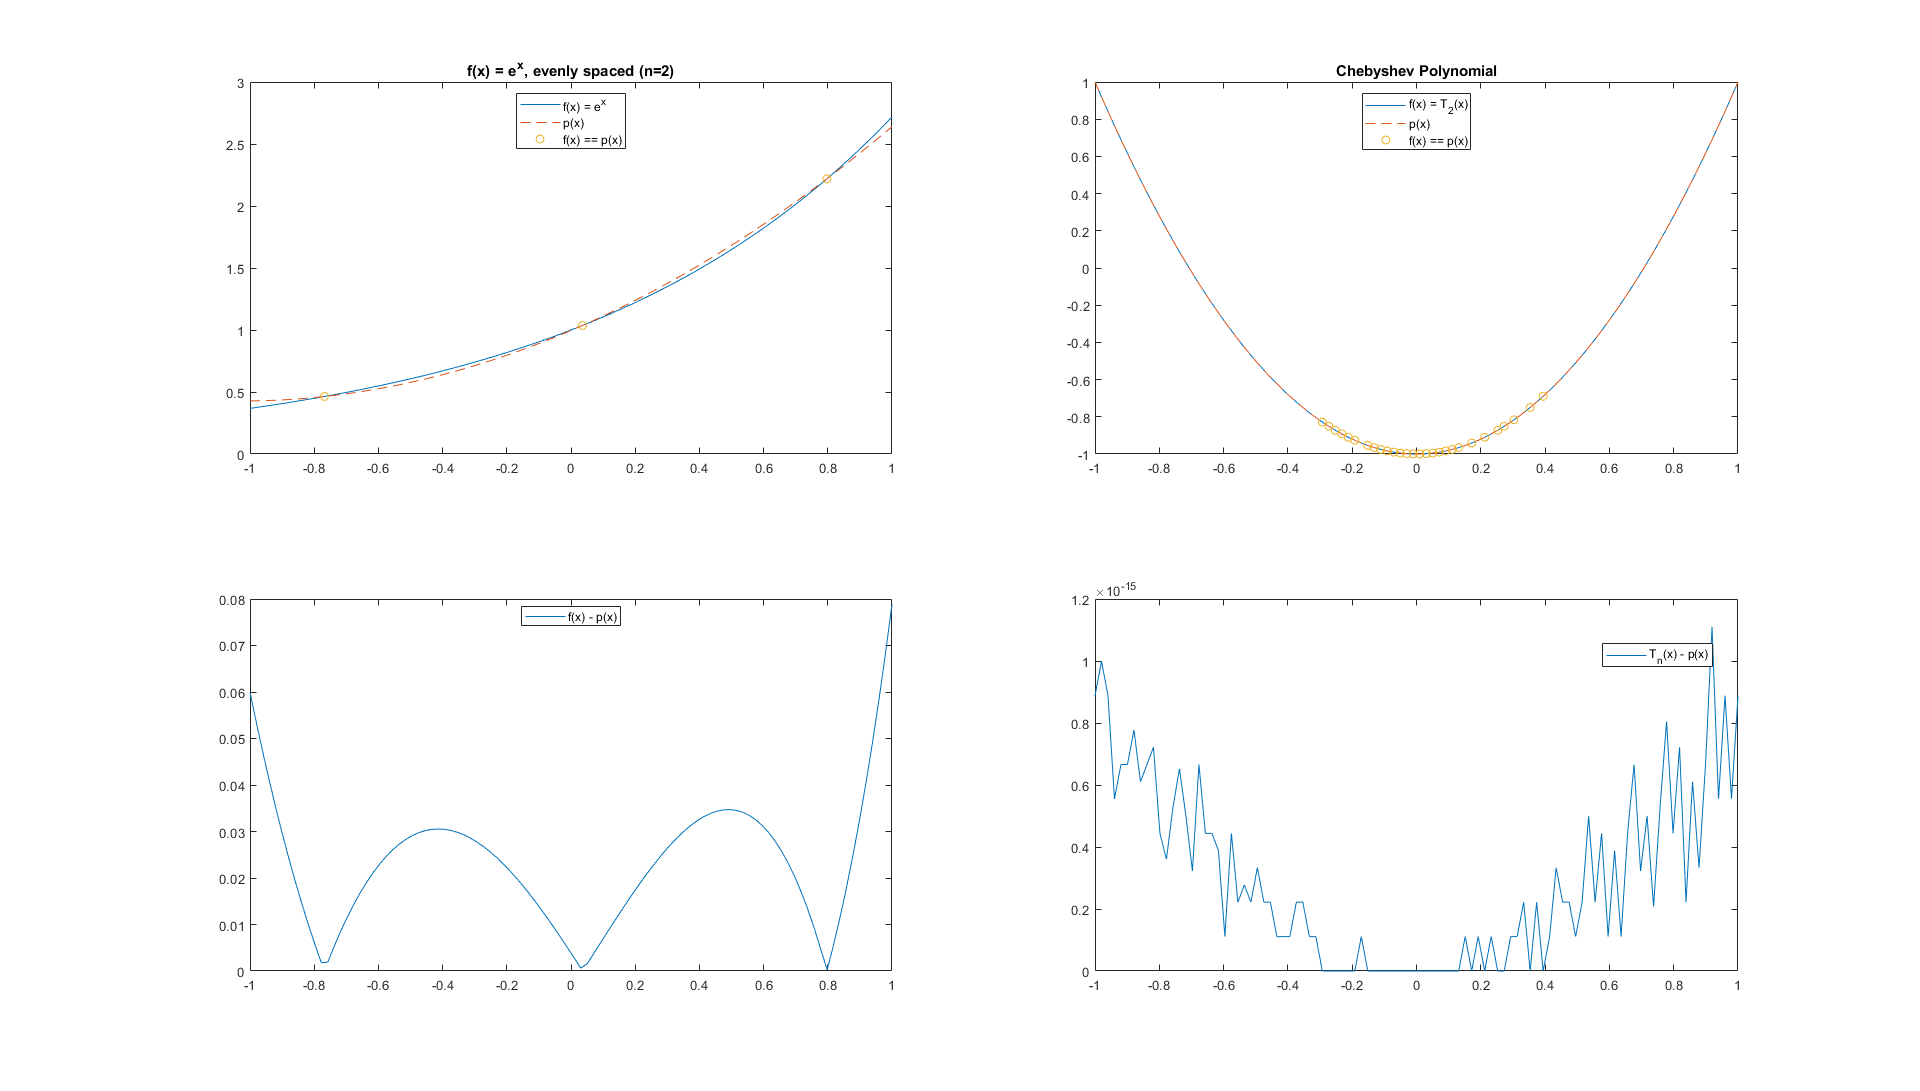 f(x) = e^x, evenly spaced (n=2)
3
2.5
2
1.5
1
0.5
0
f(x) = e^x
p(x)
f(x) == p(x)
-1 -0.8 -0.6 -0.4 -0.2 0 0.2 0.4 0.6 0.8 1
Chebyshev Polynomial
1
0.8
0.6
0.4
0.2
0
-0.2
-0.4
-0.6
-0.8
-1
f(x) = T_2(x)
p(x)
f(x) == p(x)
-1 -0.8 -0.6 -0.4 -0.2 0 0.2 0.4 0.6 0.8 1
0.08
0.07
0.06
0.05
0.04
0.03
0.02
0.01
0
f(x) - p(x)
-1 -0.8 -0.6 -0.4 -0.2 0 0.2 0.4 0.6 0.8 1
×10^-15
1.2
1
0.8
0.6
0.4
0.2
0
T_n(x) - p(x)
-1 -0.8 -0.6 -0.4 -0.2 0 0.2 0.4 0.6 0.8 1